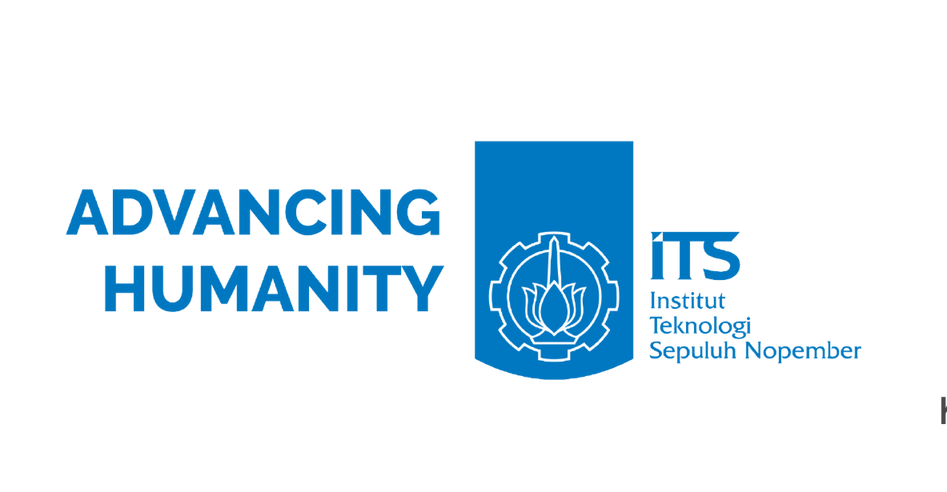 ADVANCING
HUMANITY
iTS
Institut
Teknologi
Sepuluh Nopember